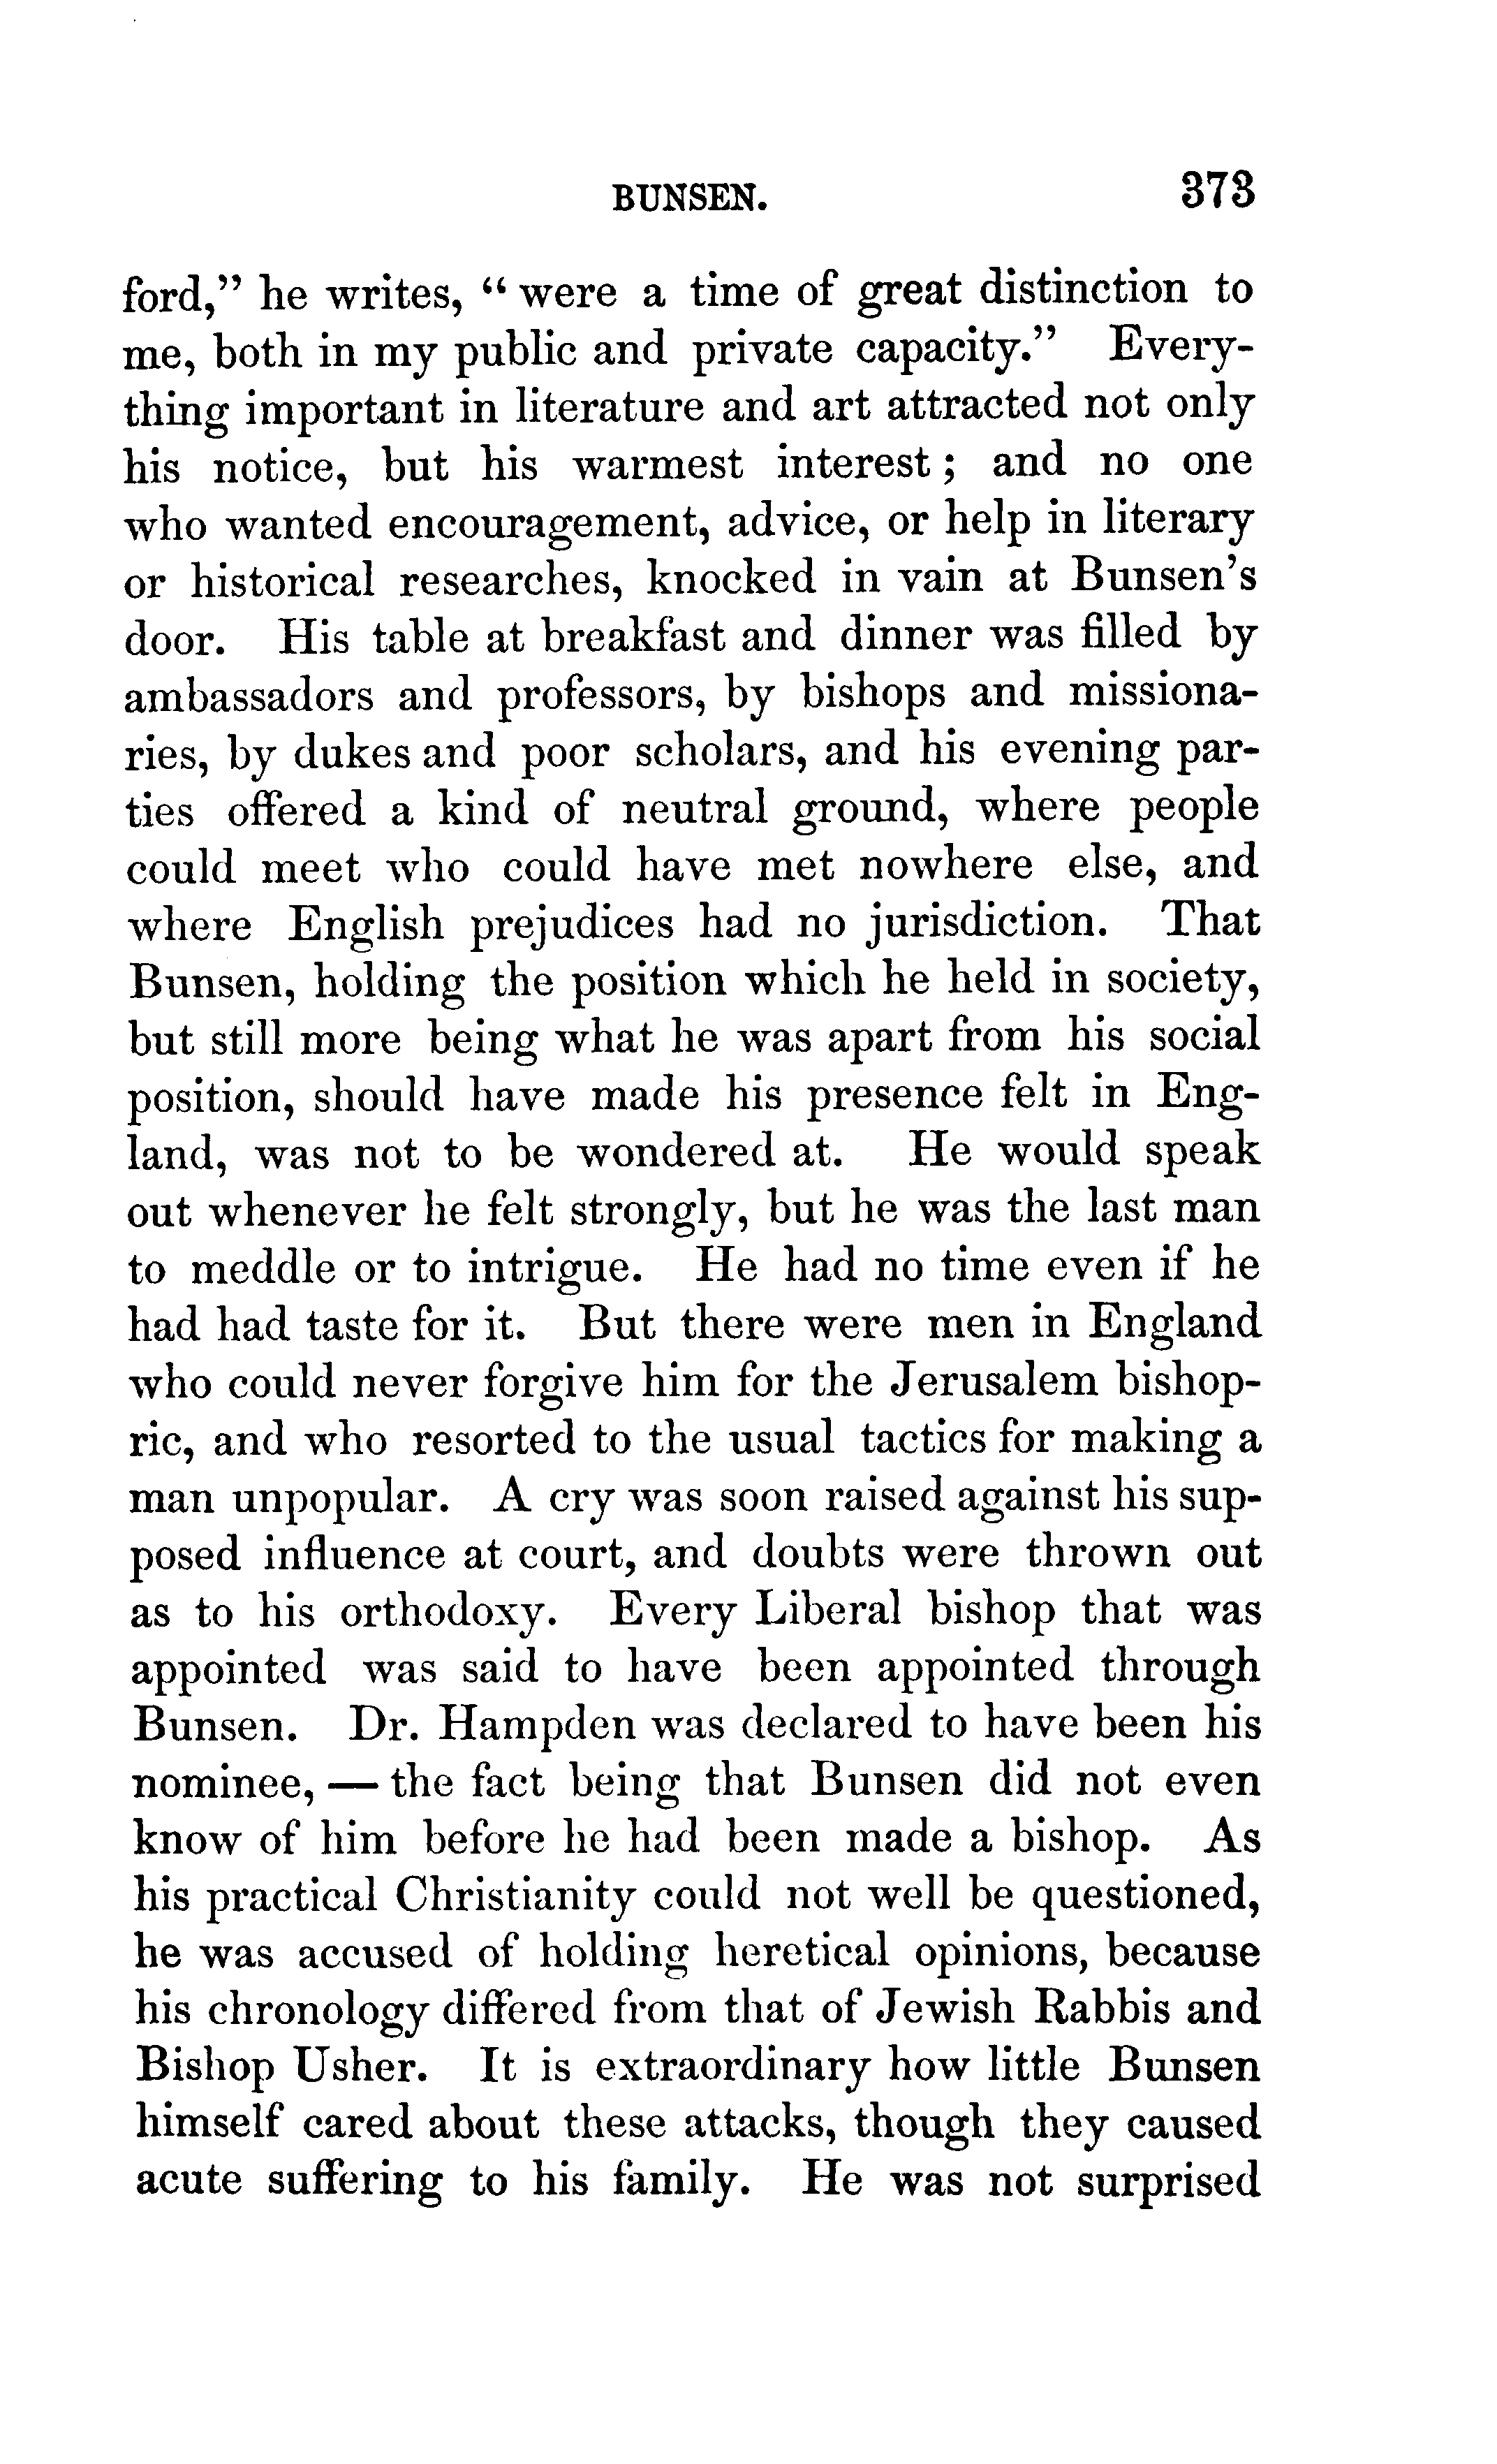 BUNSEN. 373
ford," he writes, "were a time of great distinction to
me, both in my public and private capacity." Every-
thing important in literature and art attracted not only
his notice, but his warmest interest; and no one
who wanted encouragement, advice, or help in literary
or historical researches, knocked in vain at Bunsen's
door. His table at breakfast and dinner was filled by
ambassadors and professors, by bishops and missiona-
ries, by dukes and poor scholars, and his evening par-
ties offered a kind of neutral ground, where people
could meet who could have met nowhere else, and
where English prejudices had no jurisdiction. That
Bunsen, holding the position which he held in society,
but still more being what he was apart from his social
position, should have made his presence felt in Eng-
land, was not to be wondered at. He would speak
out whenever he felt strongly, but he was the last man
to meddle or to intrigue. He had no time even if he
had had taste for it. But there were men in England
who could never forgive him for the Jerusalem bishop-
ric, and who resorted to the usual tactics for making a
man unpopular. A cry was soon raised against his sup-
posed influence at court, and doubts were thrown out
as to his orthodoxy. Every Liberal bishop that was
appointed was said to have been appointed through
Bunsen. Dr. Hampden was declared to have been his
nominee, — the fact being that Bunsen did not even
know of him before he had been made a bishop. As
his practical Christianity could not well be questioned,
he was accused of holding heretical opinions, because
his chronology differed from that of Jewish Rabbis and
Bishop Usher. It is extraordinary how little Bunsen
himself cared about these attacks, though they caused
acute suffering to his family. He was not surprised